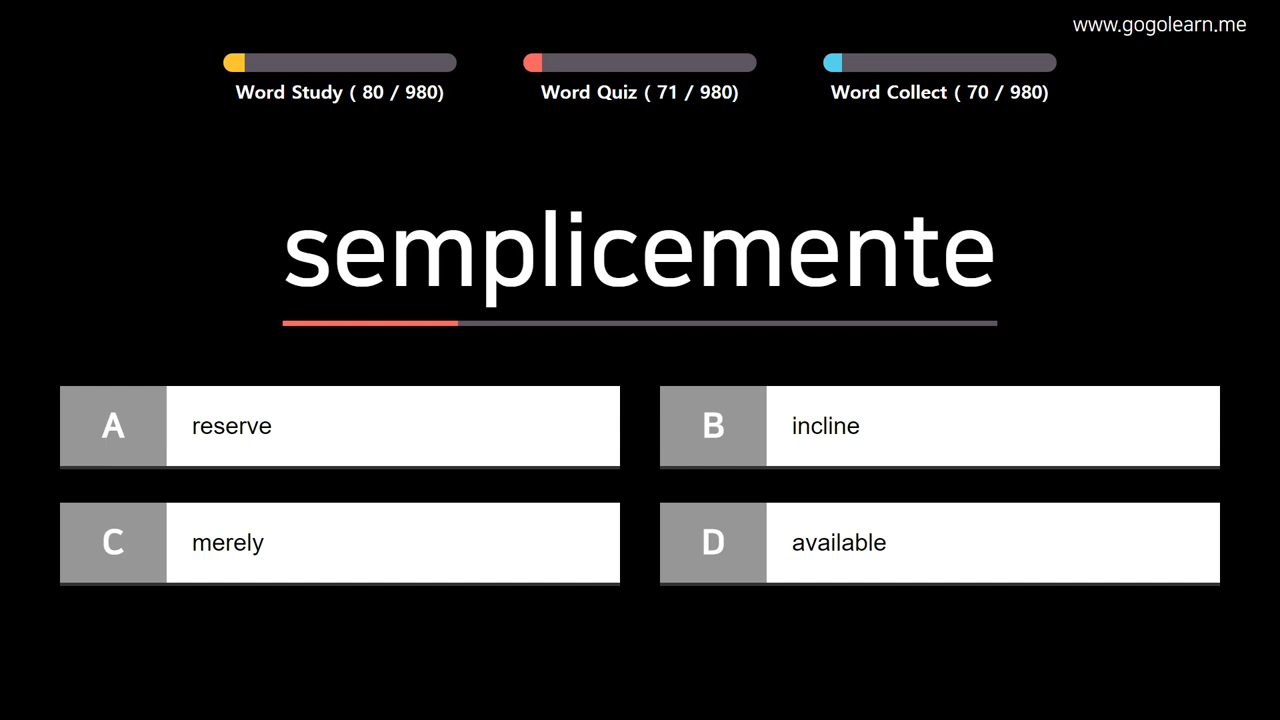 www.gogolearn.me
Word Study ( 80 / 980)
Word Quiz ( 71 / 980)
Word Collect ( 70 / 980)
semplicemente
A reserve
B incline
C merely
D available